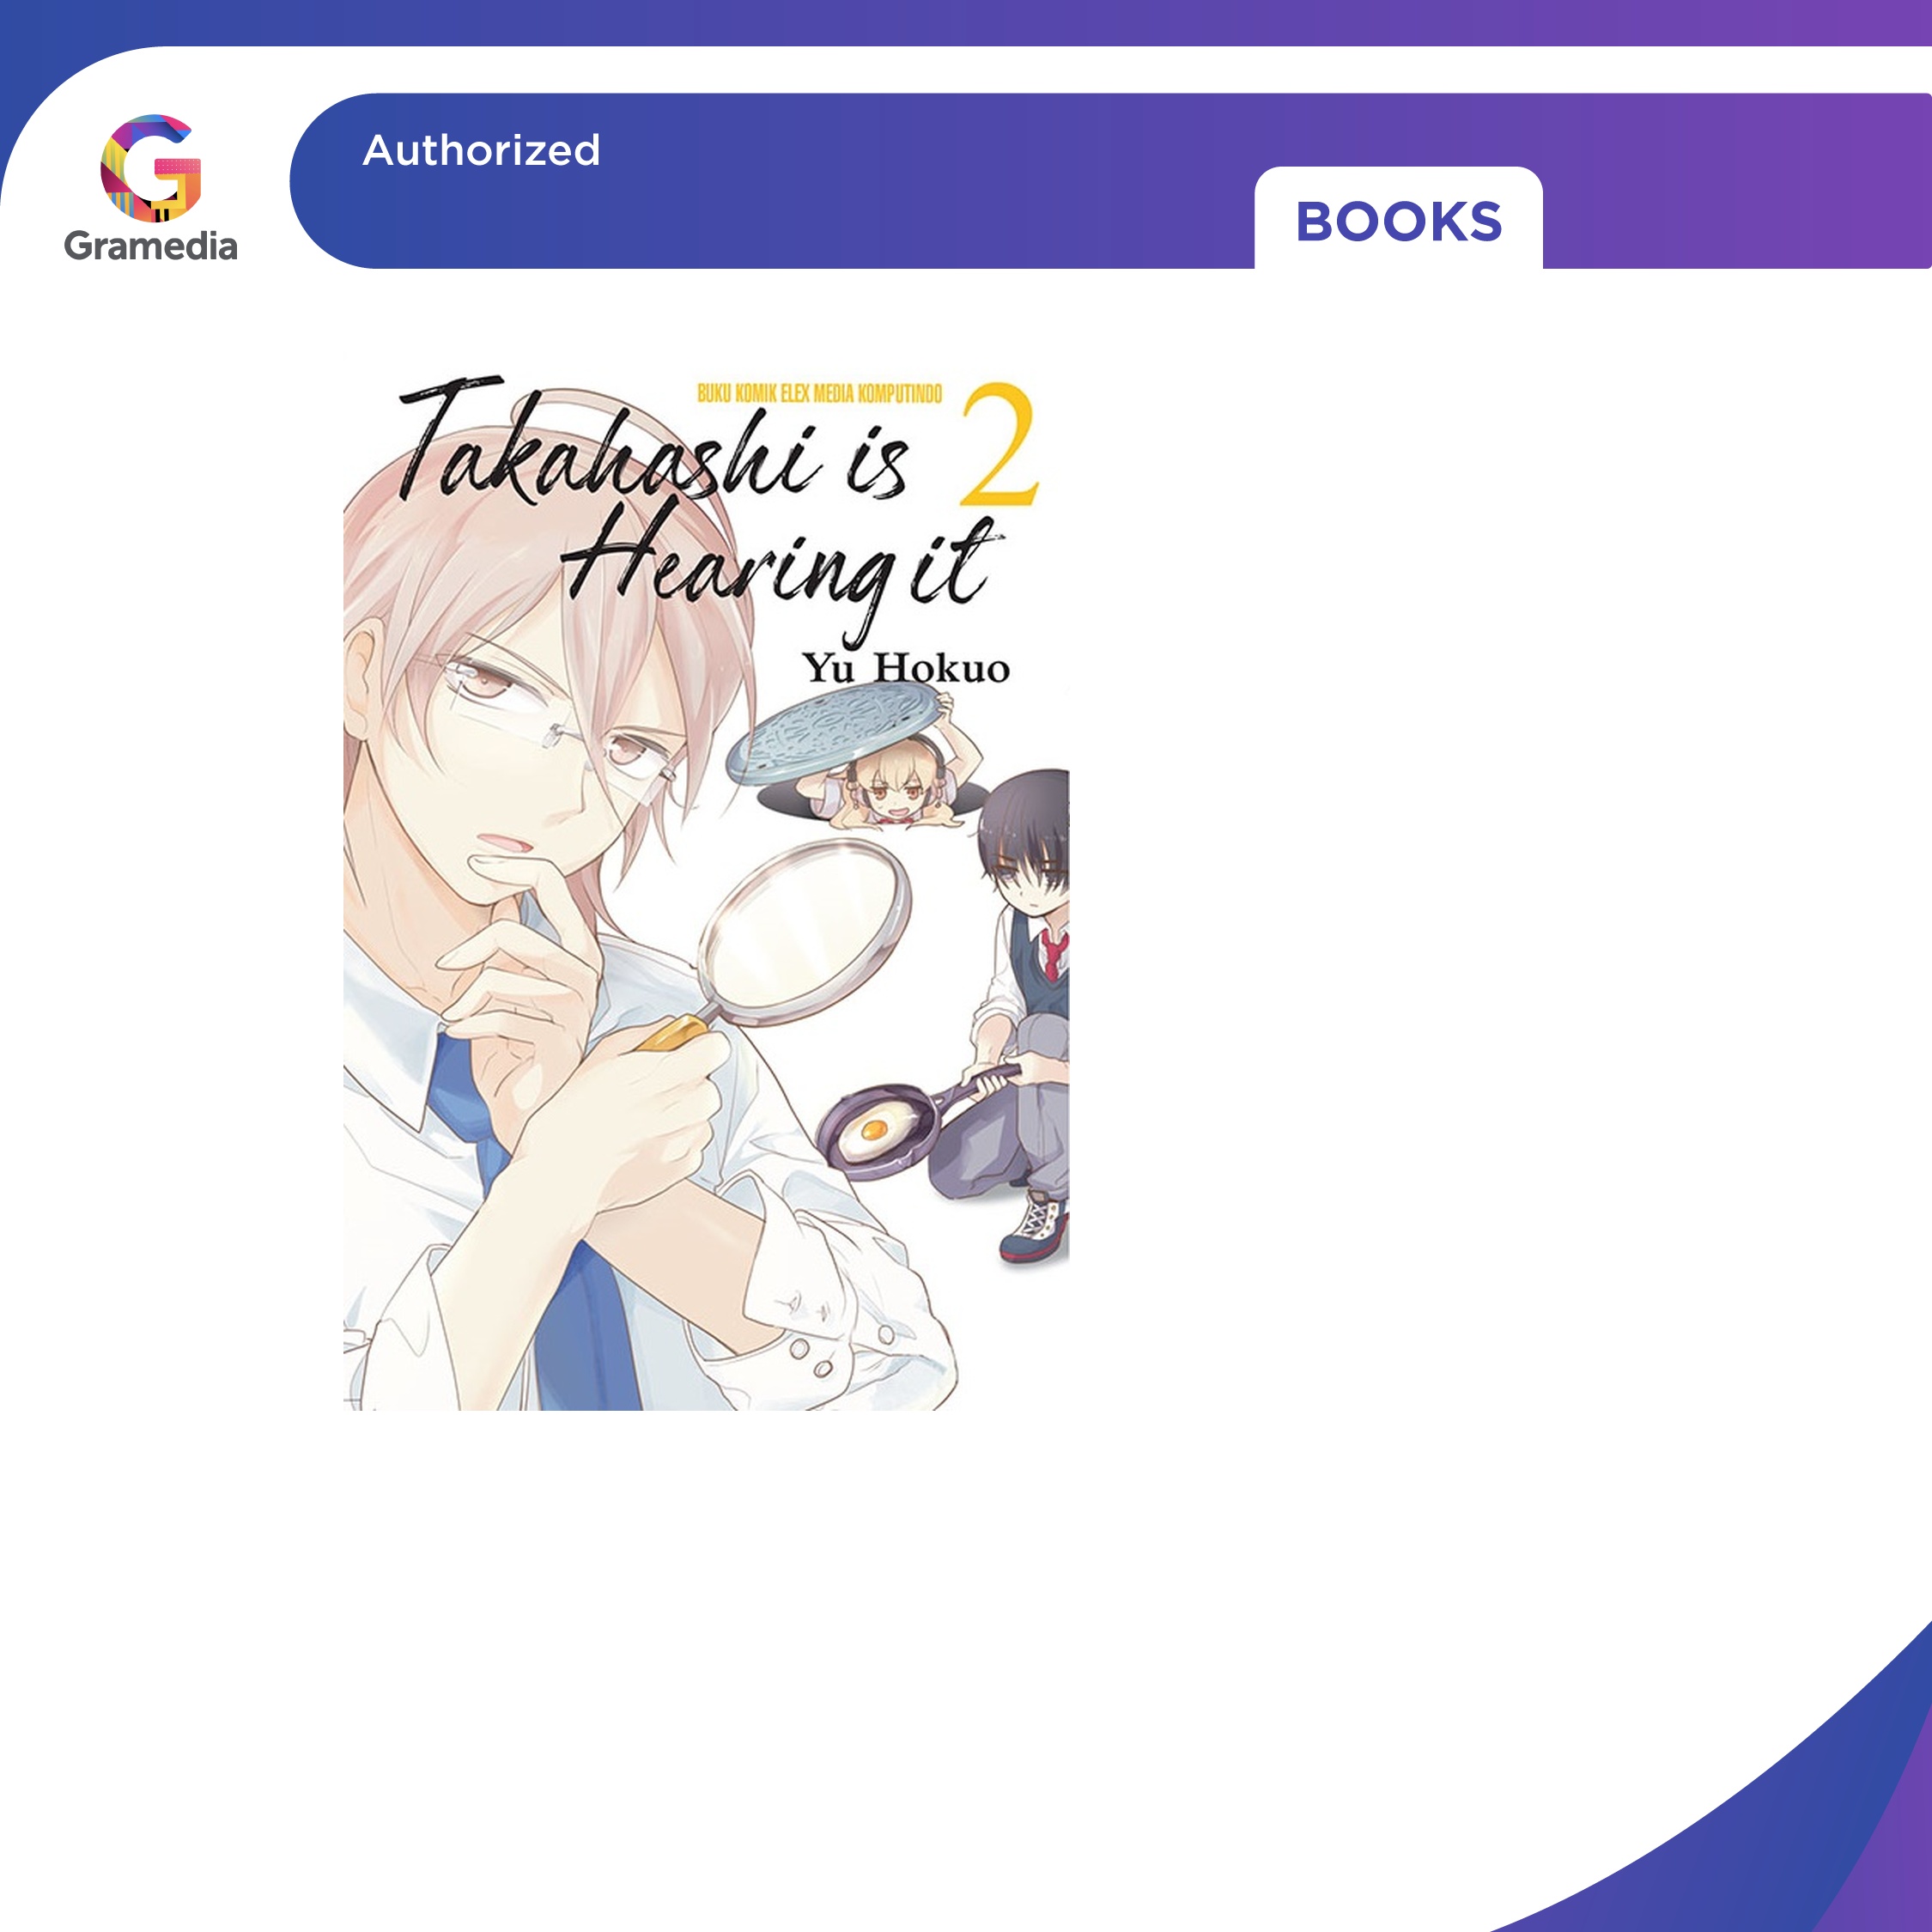 Gramedia
Authorized
BOOKS
BUKU KOMIK ELEX MEDIA KOMPUTINDO
2
Takahashi is
Hearing it
Yu Hokuo